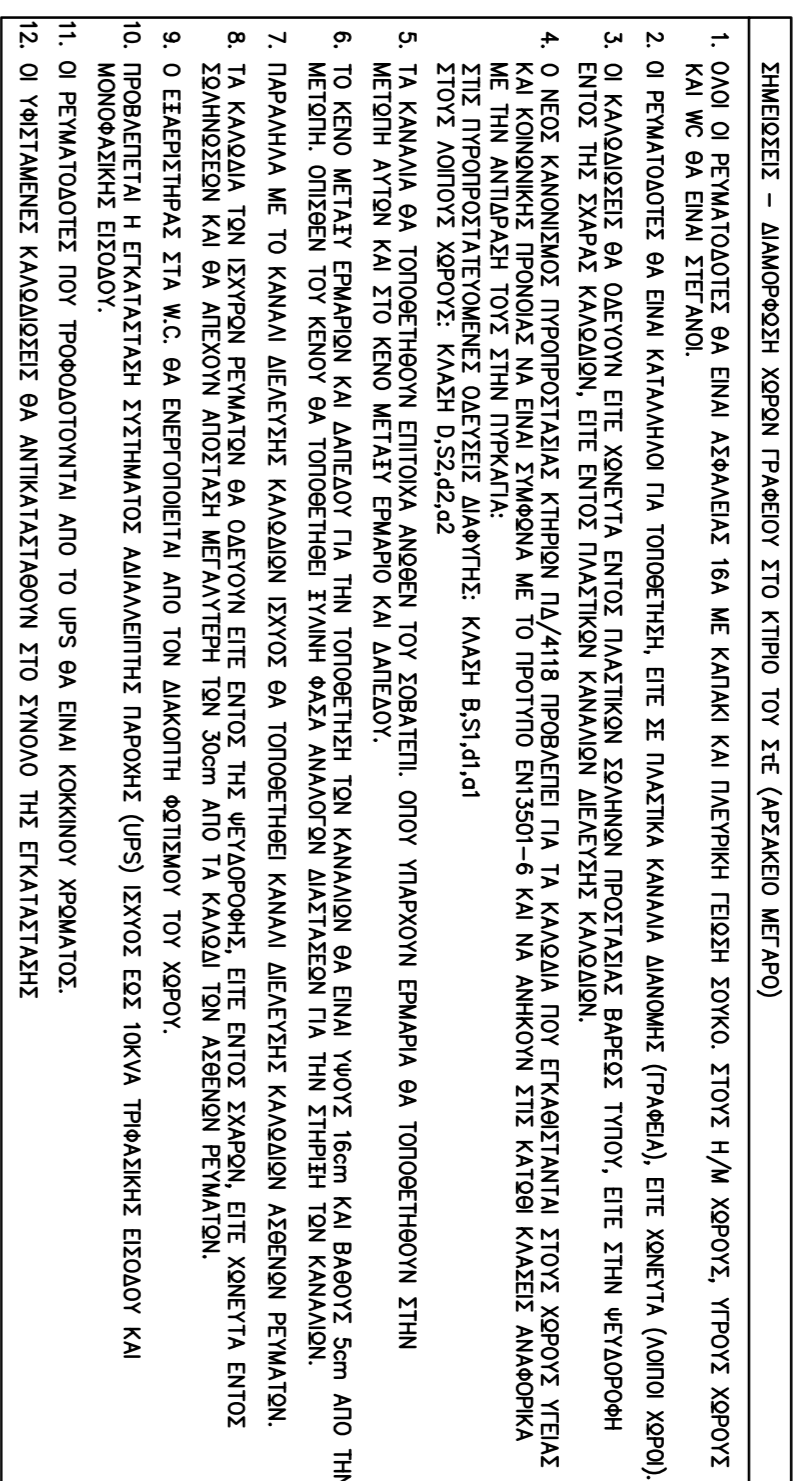 ΣΗΜΕΙΩΣΕΙΣ – ΔΙΑΜΟΡΦΩΣΗ ΧΩΡΩΝ ΓΡΑΦΕΙΟΥ ΣΤΟ ΚΤΙΡΙΟ ΤΟΥ ΣτΕ (ΑΡΣΑΚΕΙΟ ΜΕΓΑΡΟ)
1. ΟΛΟΙ ΟΙ ΡΕΥΜΑΤΟΔΟΤΕΣ ΘΑ ΕΙΝΑΙ ΑΣΦΑΛΕΙΑΣ 16Α ΜΕ ΚΑΠΑΚΙ ΚΑΙ ΠΛΕΥΡΙΚΗ ΓΕΙΩΣΗ ΣΟΥΚΟ. ΣΤΟΥΣ Η/Μ ΧΩΡΟΥΣ, ΥΓΡΟΥΣ ΧΩΡΟΥΣ
ΚΑΙ WC ΘΑ ΕΙΝΑΙ ΣΤΕΓΑΝΟΙ.
2. ΟΙ ΡΕΥΜΑΤΟΔΟΤΕΣ ΘΑ ΕΙΝΑΙ ΚΑΤΑΛΛΗΛΟΙ ΓΙΑ ΤΟΠΟΘΕΤΗΣΗ, ΕΙΤΕ ΣΕ ΠΛΑΣΤΙΚΑ ΚΑΝΑΛΙΑ ΔΙΑΝΟΜΗΣ (ΓΡΑΦΕΙΑ), ΕΙΤΕ ΧΩΝΕΥΤΑ (ΛΟΙΠΟΙ ΧΩΡΟΙ).
3. ΟΙ ΚΑΛΩΔΙΩΣΕΙΣ ΘΑ ΟΔΕΥΟΥΝ ΕΙΤΕ ΧΩΝΕΥΤΑ ΕΝΤΟΣ ΠΛΑΣΤΙΚΩΝ ΣΩΛΗΝΩΝ ΠΡΟΣΤΑΣΙΑΣ ΒΑΡΕΩΣ ΤΥΠΟΥ, ΕΙΤΕ ΣΤΗΝ ΨΕΥΔΟΡΟΦΗ
ΕΝΤΟΣ ΤΗΣ ΣΧΑΡΑΣ ΚΑΛΩΔΙΩΝ, ΕΙΤΕ ΕΝΤΟΣ ΠΛΑΣΤΙΚΩΝ ΚΑΝΑΛΙΩΝ ΔΙΕΛΕΥΣΗΣ ΚΑΛΩΔΙΩΝ.
4. Ο ΝΕΟΣ ΚΑΝΟΝΙΣΜΟΣ ΠΥΡΟΠΡΟΣΤΑΣΙΑΣ ΚΤΗΡΙΩΝ ΠΔ/4118 ΠΡΟΒΛΕΠΕΙ ΓΙΑ ΤΑ ΚΑΛΩΔΙΑ ΠΟΥ ΕΓΚΑΘΙΣΤΑΝΤΑΙ ΣΤΟΥΣ ΧΩΡΟΥΣ ΥΓΕΙΑΣ
ΚΑΙ ΚΟΙΝΩΝΙΚΗΣ ΠΡΟΝΟΙΑΣ ΝΑ ΕΙΝΑΙ ΣΥΜΦΩΝΑ ΜΕ ΤΟ ΠΡΟΤΥΠΟ ΕΝ13501–6 ΚΑΙ ΝΑ ΑΝΗΚΟΥΝ ΣΤΙΣ ΚΑΤΩΘΙ ΚΛΑΣΕΙΣ ΑΝΑΦΟΡΙΚΑ
ΜΕ ΤΗΝ ΑΝΤΙΔΡΑΣΗ ΤΟΥΣ ΣΤΗΝ ΠΥΡΚΑΓΙΑ:
ΣΤΙΣ ΠΥΡΟΠΡΟΣΤΑΤΕΥΟΜΕΝΕΣ ΟΔΕΥΣΕΙΣ ΔΙΑΦΥΓΗΣ: ΚΛΑΣΗ B,S1,d1,a1
ΣΤΟΥΣ ΛΟΙΠΟΥΣ ΧΩΡΟΥΣ: ΚΛΑΣΗ D,S2,d2,a2
5. ΤΑ ΚΑΝΑΛΙΑ ΘΑ ΤΟΠΟΘΕΤΗΘΟΥΝ ΕΠΙΤΟΙΧΑ ΑΝΩΘΕΝ ΤΟΥ ΣΟΒΑΤΕΠΙ. ΟΠΟΥ ΥΠΑΡΧΟΥΝ ΕΡΜΑΡΙΑ ΘΑ ΤΟΠΟΘΕΤΗΘΟΥΝ ΣΤΗΝ
ΜΕΤΩΠΗ ΑΥΤΩΝ ΚΑΙ ΣΤΟ ΚΕΝΟ ΜΕΤΑΞΥ ΕΡΜΑΡΙΟ ΚΑΙ ΔΑΠΕΔΟΥ.
6. ΤΟ ΚΕΝΟ ΜΕΤΑΞΥ ΕΡΜΑΡΙΩΝ ΚΑΙ ΔΑΠΕΔΟΥ ΓΙΑ ΤΗΝ ΤΟΠΟΘΕΤΗΣΗ ΤΩΝ ΚΑΝΑΛΙΩΝ ΘΑ ΕΙΝΑΙ ΥΨΟΥΣ 16cm ΚΑΙ ΒΑΘΟΥΣ 5cm ΑΠΟ ΤΗΝ
ΜΕΤΩΠΗ. ΟΠΙΣΘΕΝ ΤΟΥ ΚΕΝΟΥ ΘΑ ΤΟΠΟΘΕΤΗΘΕΙ ΞΥΛΙΝΗ ΦΑΣΑ ΑΝΑΛΟΓΩΝ ΔΙΑΣΤΑΣΕΩΝ ΓΙΑ ΤΗΝ ΣΤΗΡΙΞΗ ΤΩΝ ΚΑΝΑΛΙΩΝ.
7. ΠΑΡΑΛΗΛΑ ΜΕ ΤΟ ΚΑΝΑΛΙ ΔΙΕΛΕΥΣΗΣ ΚΑΛΩΔΙΩΝ ΙΣΧΥΟΣ ΘΑ ΤΟΠΟΘΕΤΗΘΕΙ ΚΑΝΑΛΙ ΔΙΕΛΕΥΣΗΣ ΚΑΛΩΔΙΩΝ ΑΣΘΕΝΩΝ ΡΕΥΜΑΤΩΝ.
8. ΤΑ ΚΑΛΩΔΙΑ ΤΩΝ ΙΣΧΥΡΩΝ ΡΕΥΜΑΤΩΝ ΘΑ ΟΔΕΥΟΥΝ ΕΙΤΕ ΕΝΤΟΣ ΤΗΣ ΨΕΥΔΟΡΟΦΗΣ, ΕΙΤΕ ΕΝΤΟΣ ΣΧΑΡΩΝ, ΕΙΤΕ ΧΩΝΕΥΤΑ ΕΝΤΟΣ
ΣΩΛΗΝΩΣΕΩΝ ΚΑΙ ΘΑ ΑΠΕΧΟΥΝ ΑΠΟΣΤΑΣΗ ΜΕΓΑΛΥΤΕΡΗ ΤΩΝ 30cm ΑΠΟ ΤΑ ΚΑΛΩΔΙ ΤΩΝ ΑΣΘΕΝΩΝ ΡΕΥΜΑΤΩΝ.
9. Ο ΕΞΑΕΡΙΣΤΗΡΑΣ ΣΤΑ W.C. ΘΑ ΕΝΕΡΓΟΠΟΙΕΙΤΑΙ ΑΠΟ ΤΟΝ ΔΙΑΚΟΠΤΗ ΦΩΤΙΣΜΟΥ ΤΟΥ ΧΩΡΟΥ.
10. ΠΡΟΒΛΕΠΕΤΑΙ Η ΕΓΚΑΤΑΣΤΑΣΗ ΣΥΣΤΗΜΑΤΟΣ ΑΔΙΑΛΛΕΙΠΤΗΣ ΠΑΡΟΧΗΣ (UPS) ΙΣΧΥΟΣ ΕΩΣ 10KVA ΤΡΙΦΑΣΙΚΗΣ ΕΙΣΟΔΟΥ ΚΑΙ
ΜΟΝΟΦΑΣΙΚΗΣ ΕΙΣΟΔΟΥ.
11. ΟΙ ΡΕΥΜΑΤΟΔΟΤΕΣ ΠΟΥ ΤΡΟΦΟΔΟΤΟΥΝΤΑΙ ΑΠΟ ΤΟ UPS ΘΑ ΕΙΝΑΙ ΚΟΚΚΙΝΟΥ ΧΡΩΜΑΤΟΣ.
12. ΟΙ ΥΦΙΣΤΑΜΕΝΕΣ ΚΑΛΩΔΙΩΣΕΙΣ ΘΑ ΑΝΤΙΚΑΤΑΣΤΑΘΟΥΝ ΣΤΟ ΣΥΝΟΛΟ ΤΗΣ ΕΓΚΑΤΑΣΤΑΣΗΣ